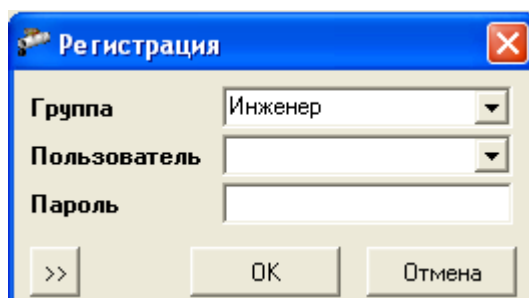 Регистрация
Группа Инженер
Пользователь
Пароль
>> OK Отмена